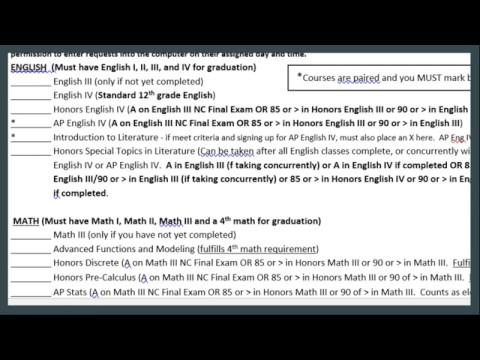 permission to enter requests into the computer on their assigned day and time.
ENGLISH (Must have English I, II, III, and IV for graduation)
*Courses are paired and you MUST mark b
_______ English III (only if not yet completed)
_______ English IV (Standard 12th grade English)
_______ Honors English IV (A on English III NC Final Exam OR 85 or > in Honors English III or 90 or > in English
*_______ AP English IV (A on English III NC Final Exam OR 85 or > in Honors English III or 90 or > in English III)
*_______ Introduction to Literature - if meet criteria and signing up for AP English IV, must also place an X here. AP Eng IV
_______ Honors Special Topics in Literature (Can be taken after all English classes complete, or concurrently wi
English IV or AP English IV. A in English III (f taking concurrently) or A in English IV if completed OR 8
English III/90 or > in English III (if taking concurrently) or 85 or > in Honors English IV or 90 or > in Eng
if completed.
MATH (Must have Math I, Math II, Math III and a 4th math for graduation)
_______ Math III (only if you have not yet completed)
_______ Advanced Functions and Modeling (fulfills 4th math requirement)
_______ Honors Discrete (A on Math III NC Final Exam OR 85 or > in Honors Math III or 90 or > in Math III. Fulfi
_______ Honors Pre-Calculus (A on Math III NC Final Exam OR 85 or > in Honors Math III or 90 of > in Math III. F
_______ AP Stats (A on Math III NC Final Exam OR 85 or > in Honors Math III or 90 of > in Math III. Counts as ele